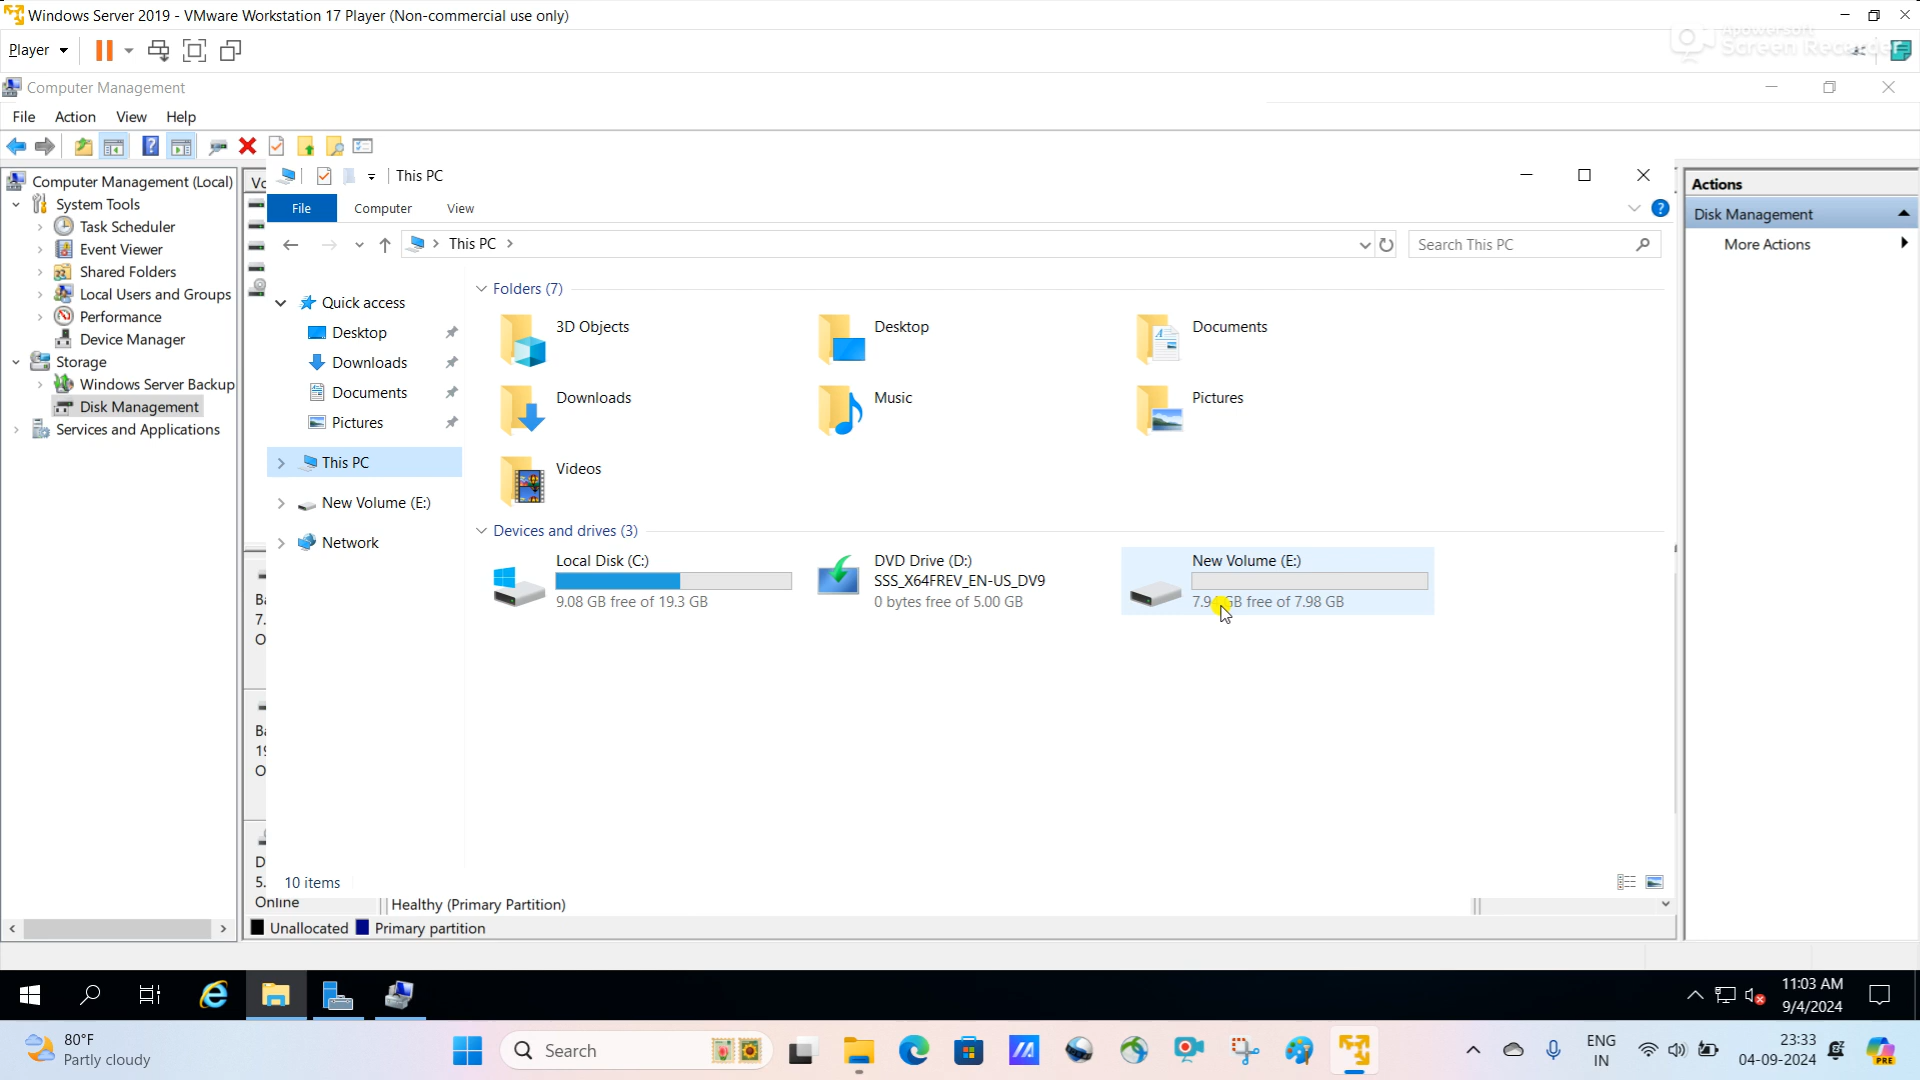 Windows Server 2019 - VMware Workstation 17 Player (Non-commercial use only)
Player
Apowersoft
Screen Recorder
Computer Management
File Action View Help
Computer Management (Local)
System Tools
Task Scheduler
Event Viewer
Shared Folders
Local Users and Groups
Performance
Device Manager
Storage
Windows Server Backup
Disk Management
Services and Applications
This PC
File Computer View
This PC
Search This PC
Quick access
Desktop
Downloads
Documents
Pictures
This PC
New Volume (E:)
Network
Folders (7)
3D Objects
Desktop
Documents
Downloads
Music
Pictures
Videos
Devices and drives (3)
Local Disk (C:)
9.08 GB free of 19.3 GB
DVD Drive (D:)
SSS_X64FREV_EN-US_DV9
0 bytes free of 5.00 GB
New Volume (E:)
GB free of 7.98 GB
10 items
Online
Healthy (Primary Partition)
Unallocated Primary partition
Actions
Disk Management
More Actions
11:03 AM
9/4/2024
80°F
Partly cloudy
Search
ENG
IN
23:33
04-09-2024
PRE